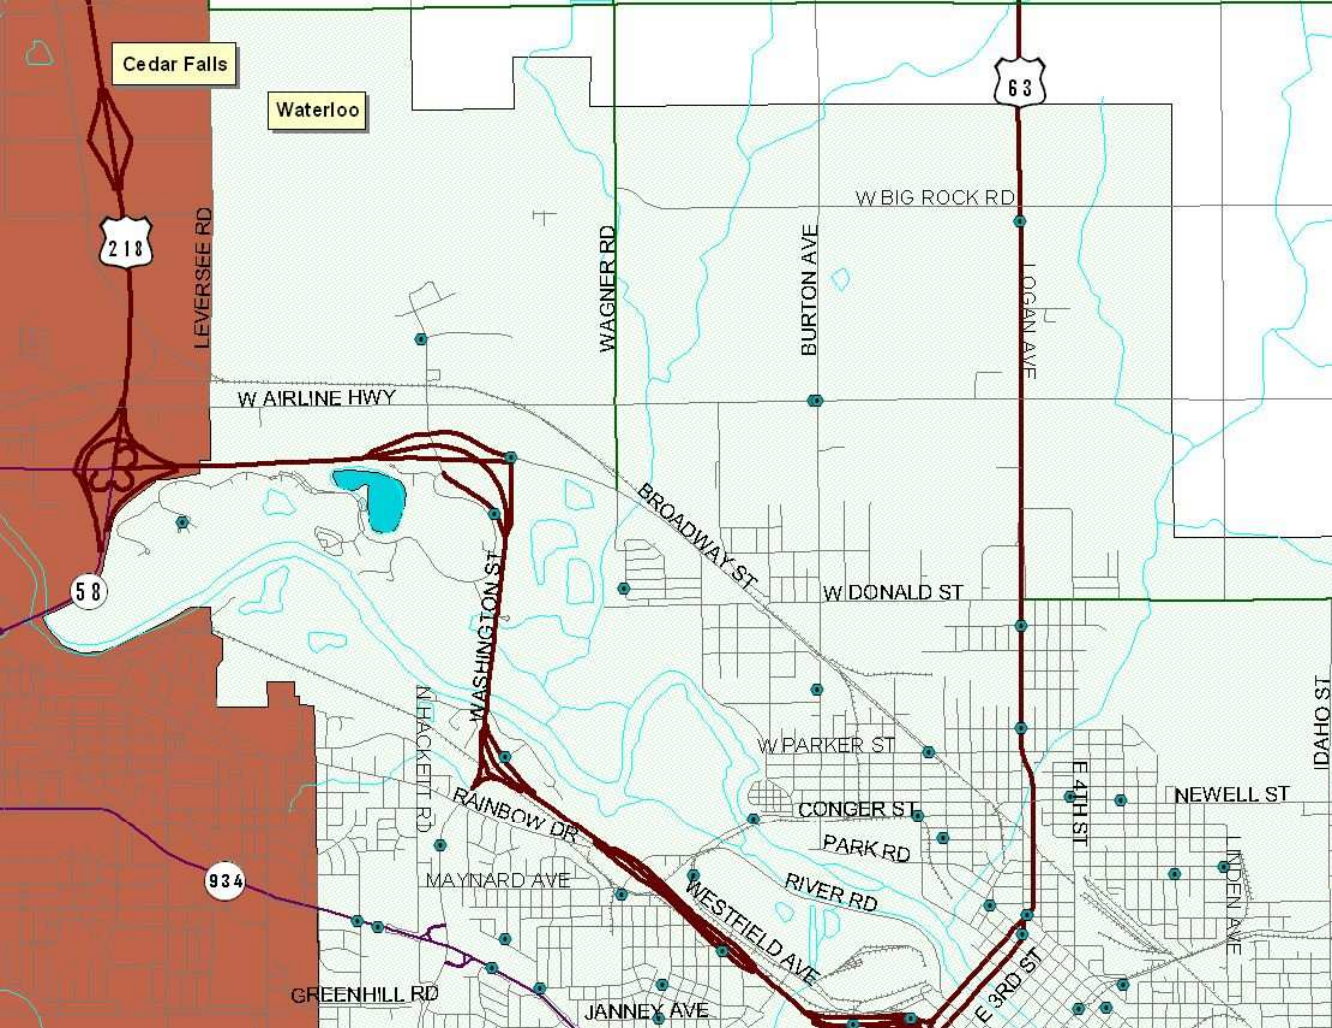 Cedar Falls
Waterloo
63
W BIG ROCK RD
218
LEVERSEE RD
WAGNER RD
BURTON AVE
LOGAN AVE
W AIRLINE HWY
BROADWAY ST
58
WASHINGTON ST
W DONALD ST
N HACKETT RD
W PARKER ST
IDAHO ST
E 4TH ST
NEWELL ST
RAINBOW DR
CONGER ST
PARK RD
934
MAYNARD AVE
RIVER RD
WESTFIELD AVE
LINDEN AVE
GREENHILL RD
JANNEY AVE
E 3RD ST